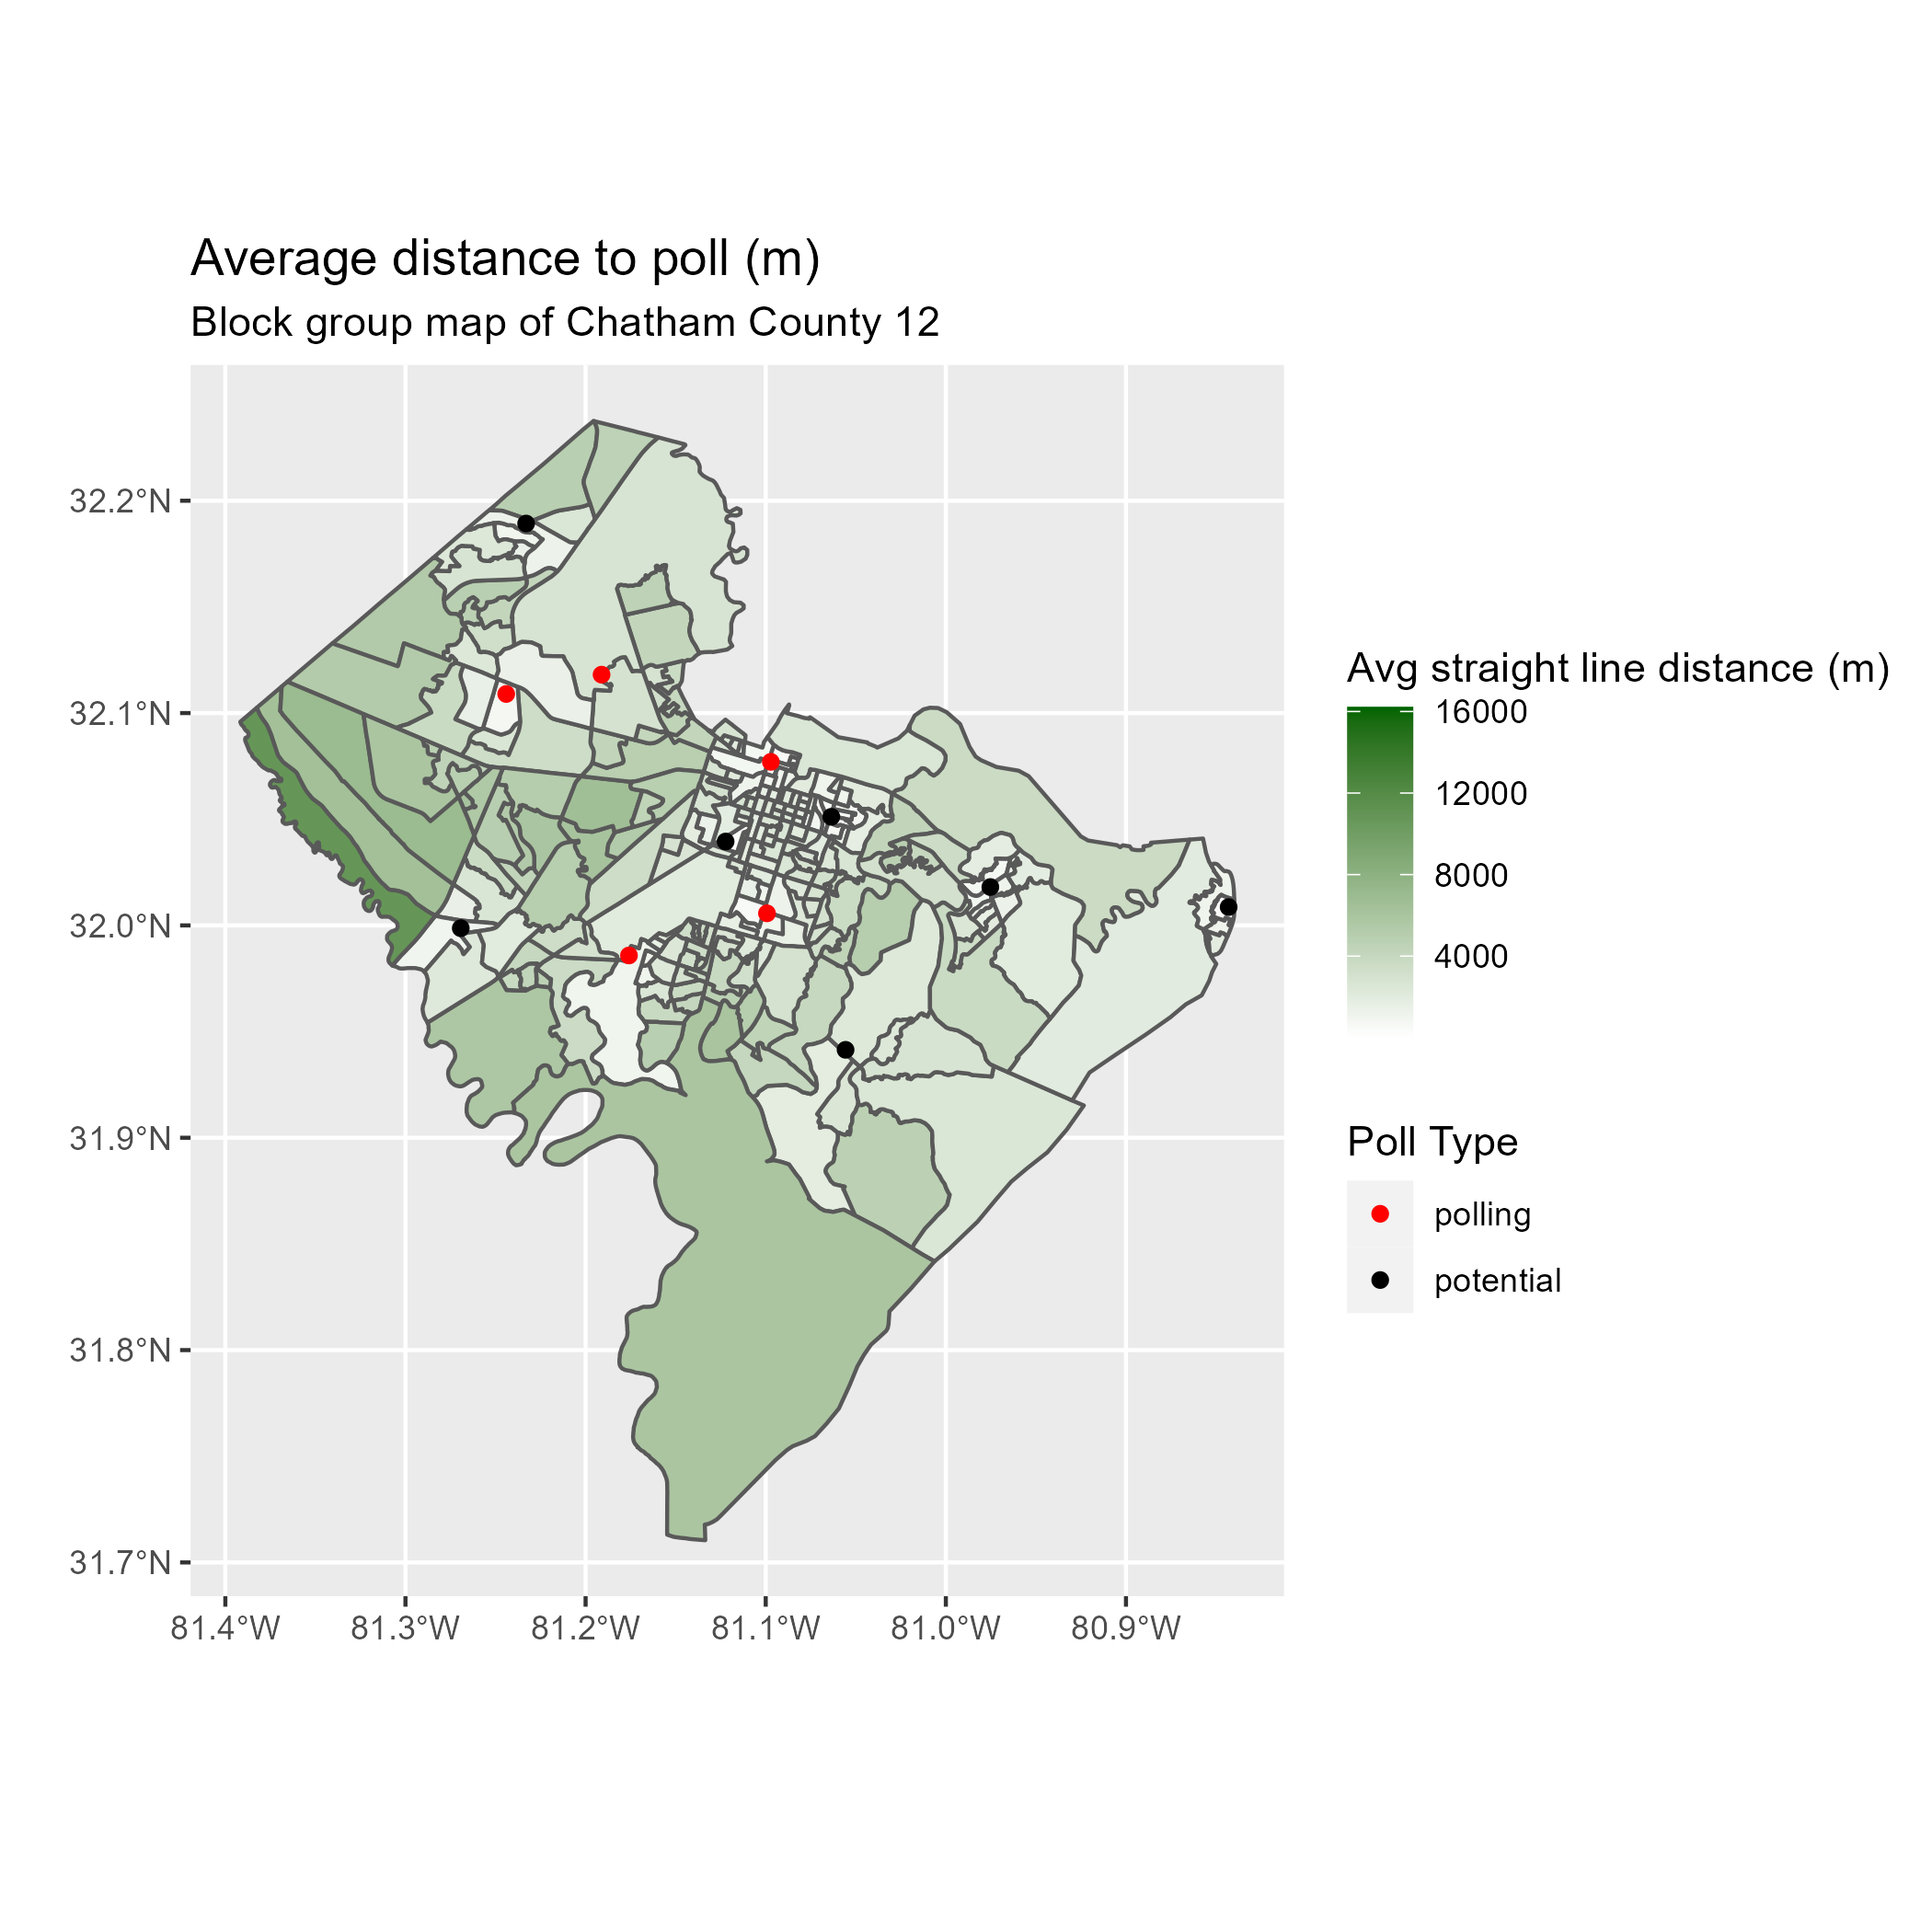 Average distance to poll (m)
Block group map of Chatham County 12
32.2°N
32.1°N
32.0°N
31.9°N
31.8°N
31.7°N
81.4°W
81.3°W
81.2°W
81.1°W
81.0°W
80.9°W
Avg straight line distance (m)
16000
12000
8000
4000
Poll Type
polling
potential